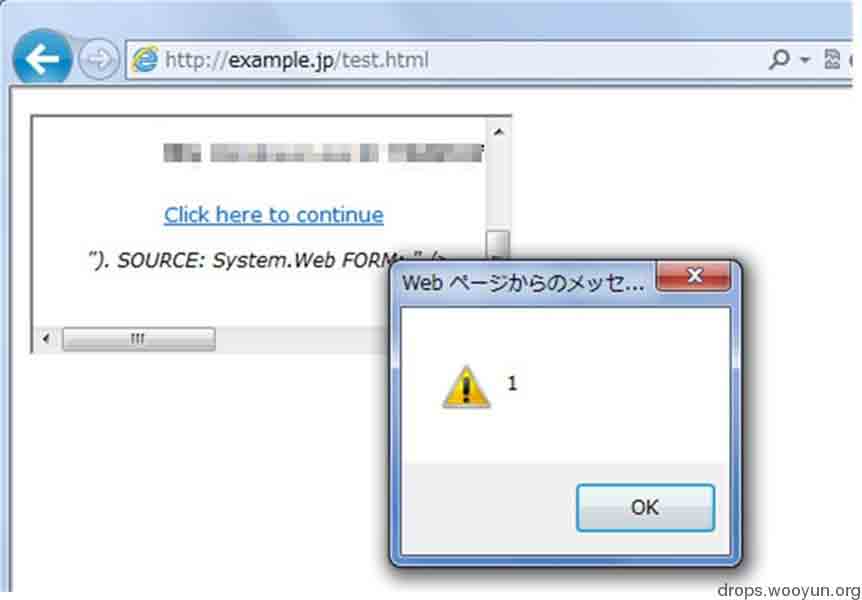 http://example.jp/test.html
Click here to continue
"). SOURCE: System.Web FORM:
Web ページからのメッセ...
1
OK
drops.wooyun.org